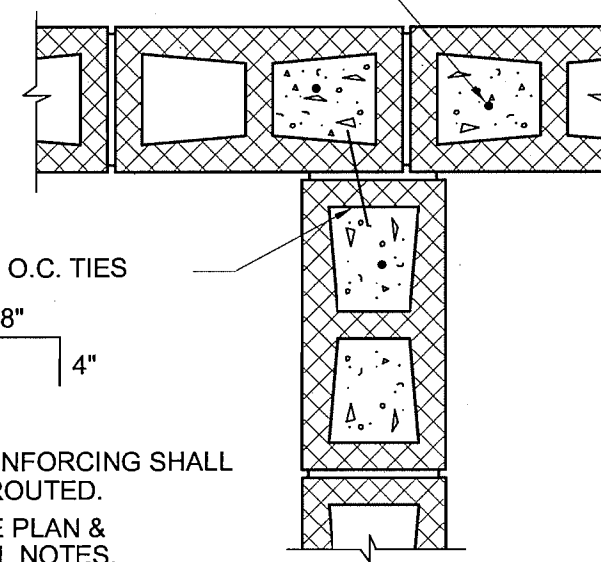 O.C. TIES
8"
4"
NFORCING SHALL
ROUTED.
E PLAN &
NOTES.